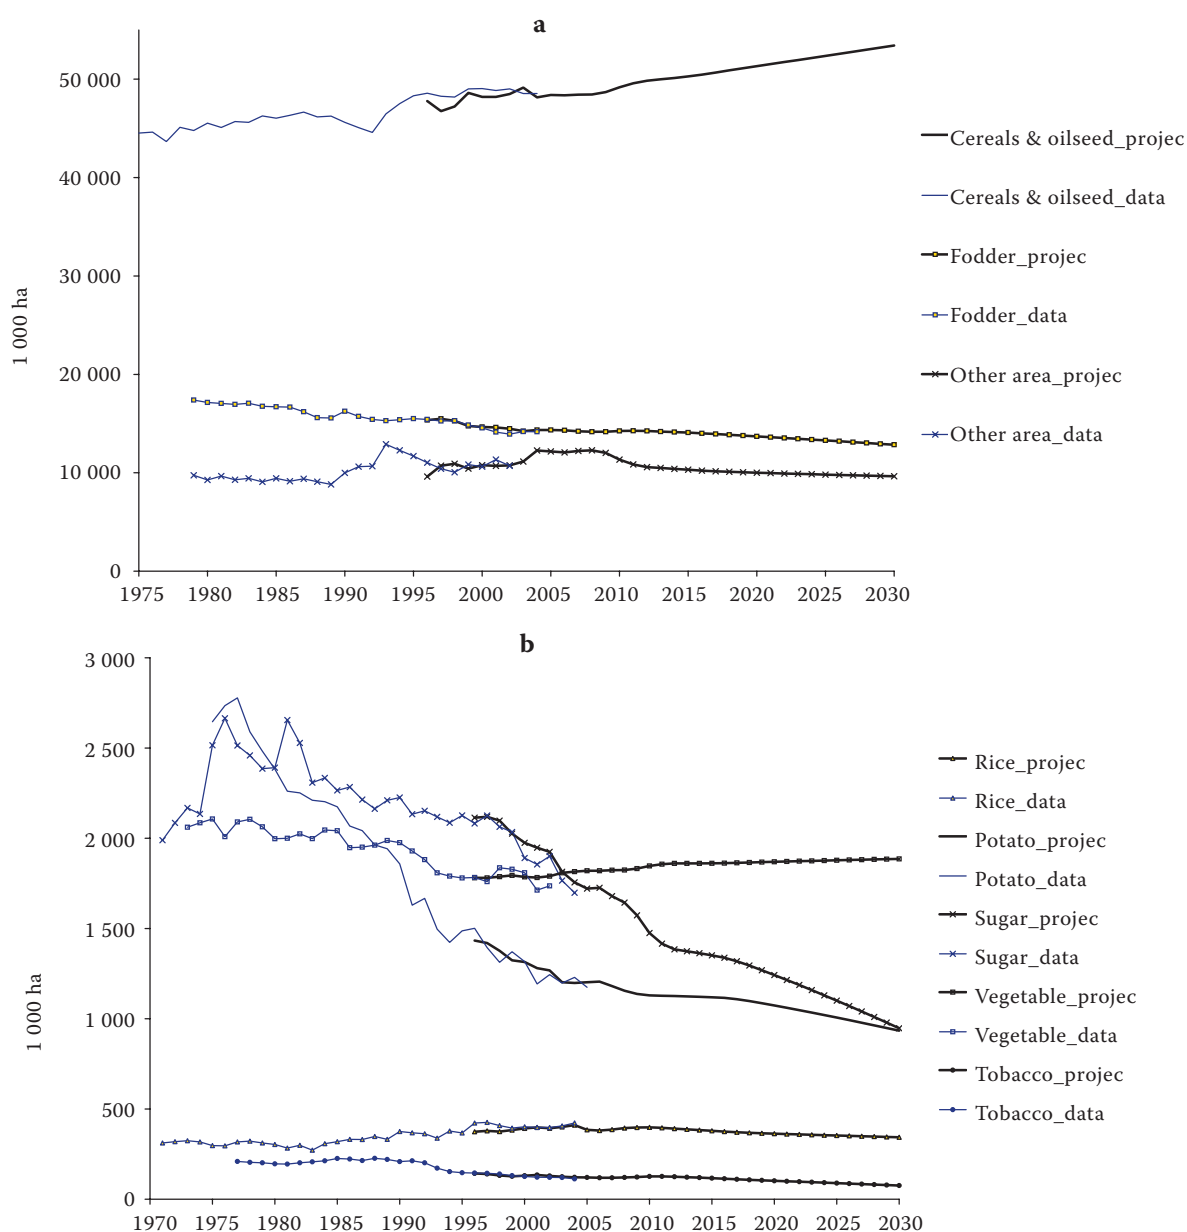 a
50 000
40 000
30 000
20 000
10 000
0
1 000 ha
1975 1980 1985 1990 1995 2000 2005 2010 2015 2020 2025 2030
Cereals & oilseed_projec
Cereals & oilseed_data
Fodder_projec
Fodder_data
Other area_projec
Other area_data
b
3 000
2 500
2 000
1 500
1 000
500
0
1 000 ha
1970 1975 1980 1985 1990 1995 2000 2005 2010 2015 2020 2025 2030
Rice_projec
Rice_data
Potato_projec
Potato_data
Sugar_projec
Sugar_data
Vegetable_projec
Vegetable_data
Tobacco_projec
Tobacco_data